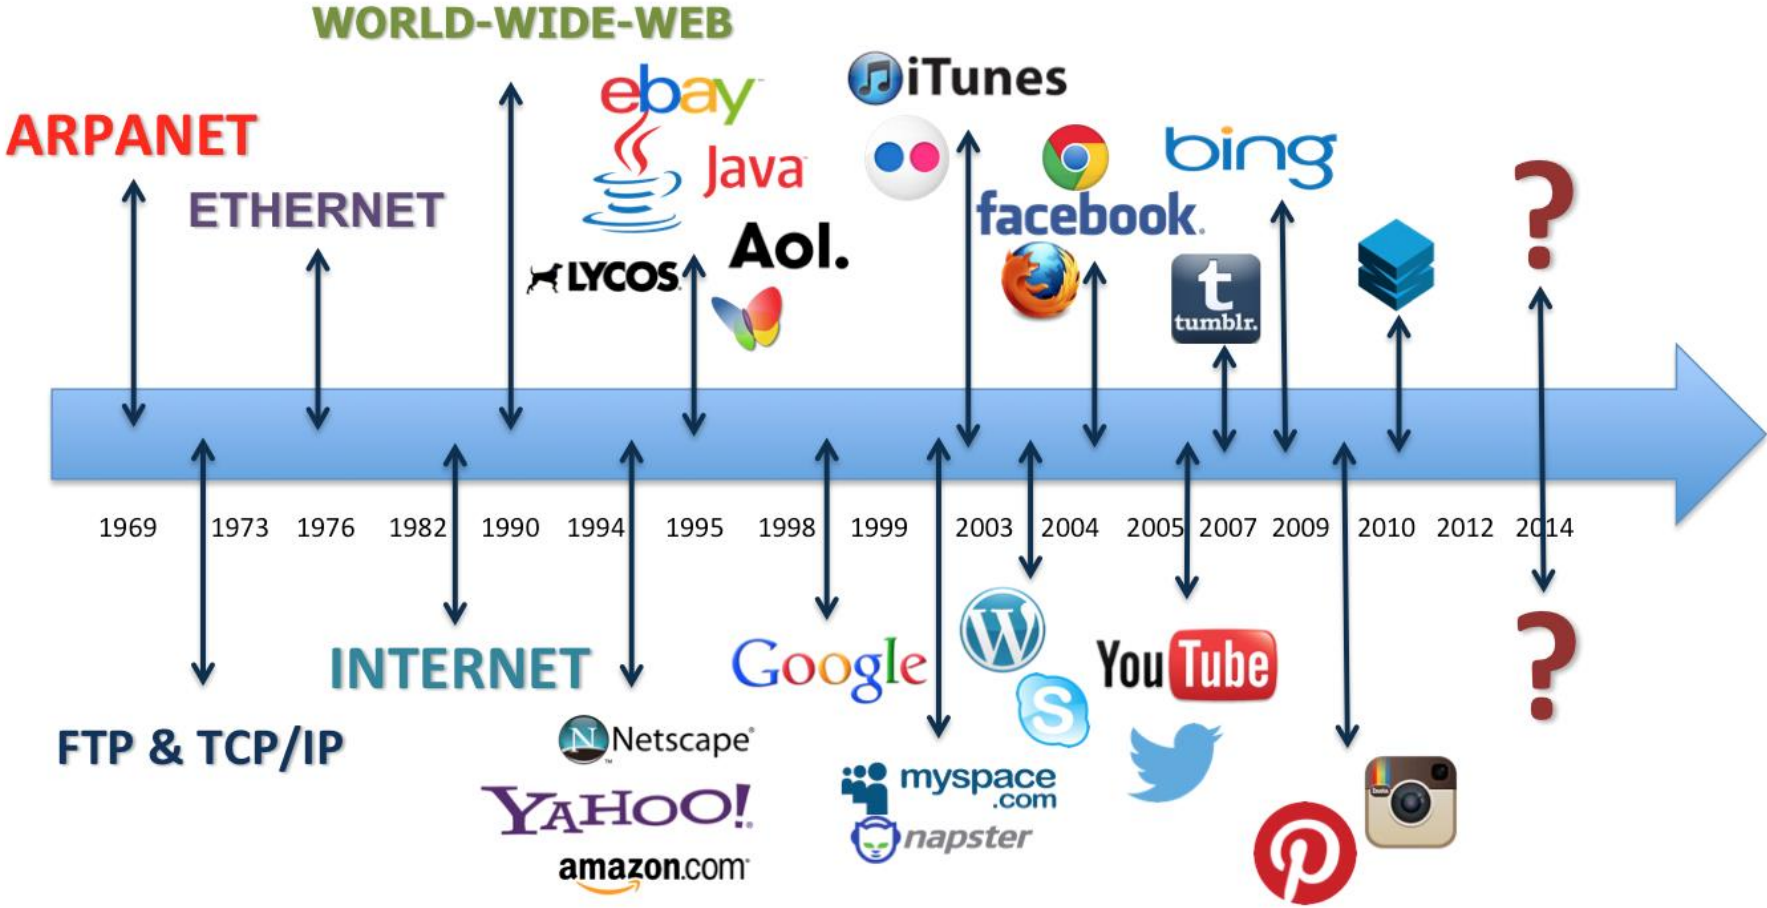 WORLD-WIDE-WEB
ebay
iTunes
ARPANET
Java
bing
?
ETHERNET
facebook.
Aol.
LYCOS
t
tumblr.
1969 1973 1976 1982 1990 1994 1995 1998 1999 2003 2004 2005 2007 2009 2010 2012 2014
W
INTERNET
Google
YouTube
?
S
FTP & TCP/IP
N Netscape
myspace
.com
YAHOO!
napster
amazon.com
P